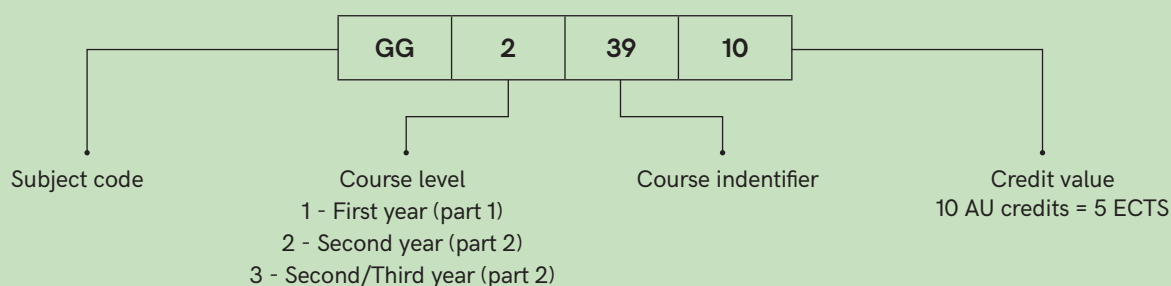 GG 2 39 10
Subject code
Course level
1 - First year (part 1)
2 - Second year (part 2)
3 - Second/Third year (part 2)
Course indentifier
Credit value
10 AU credits = 5 ECTS